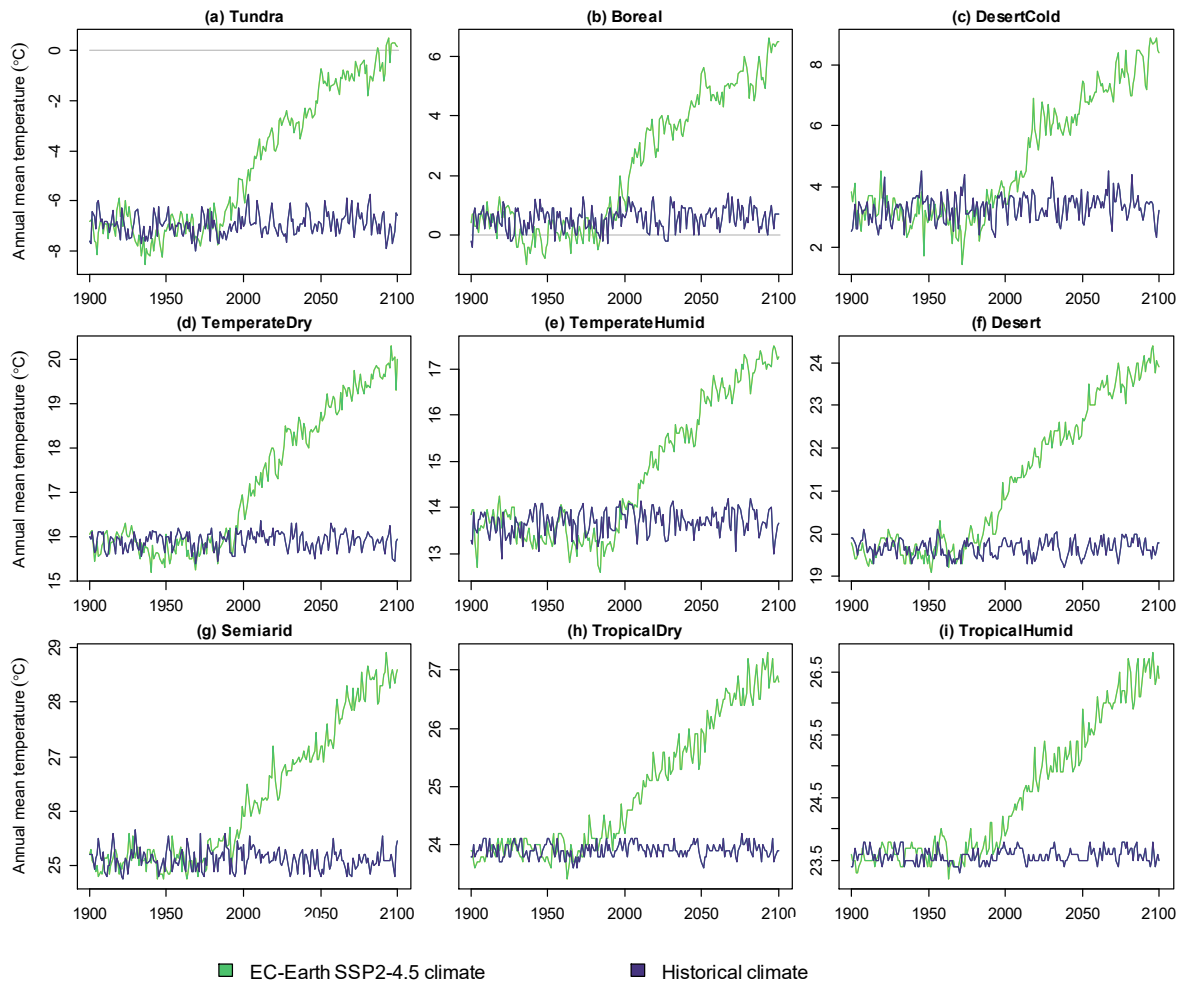 (a) Tundra
(b) Boreal
(c) DesertCold
Annual mean temperature (°C)
0
-2
-4
-6
-8
6
4
2
0
8
6
4
2
1900 1950 2000 2050 2100
1900 1950 2000 2050 2100
1900 1950 2000 2050 2100
(d) TemperateDry
(e) TemperateHumid
(f) Desert
Annual mean temperature (°C)
20
19
18
17
16
15
17
16
15
14
13
24
23
22
21
20
19
1900 1950 2000 2050 2100
1900 1950 2000 2050 2100
1900 1950 2000 2050 2100
(g) Semiarid
(h) TropicalDry
(i) TropicalHumid
Annual mean temperature (°C)
29
28
27
26
25
27
26
25
24
26.5
25.5
24.5
23.5
1900 1950 2000 2050 2100
1900 1950 2000 2050 2100
1900 1950 2000 2050 2100
EC-Earth SSP2-4.5 climate
Historical climate